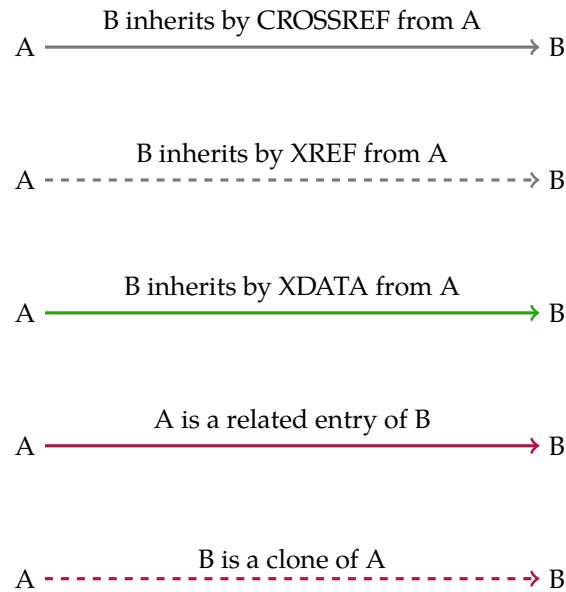 B inherits by CROSSREF from A
A B
B inherits by XREF from A
A B
B inherits by XDATA from A
A B
A is a related entry of B
A B
B is a clone of A
A B